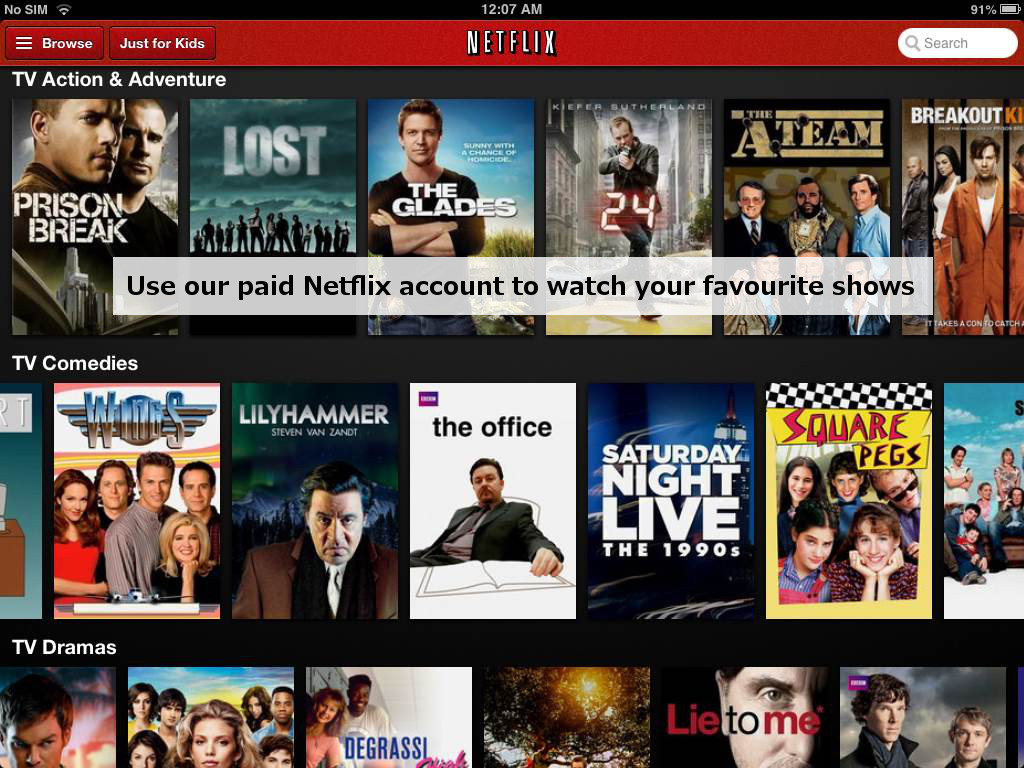 No SIM 12:07 AM 91%
Browse Just for Kids NETFLIX Search
TV Action & Adventure
PRISON
BREAK
LOST
SUNNY WITH
A CHANCE OF
HOMICIDE.
THE
GLADES
KIEFER SUTHERLAND
24
THE
A-TEAM
BREAKOUT KI
IT TAKES A CON TO CATCH A
Use our paid Netflix account to watch your favourite shows
TV Comedies
RT
WINGS
LILYHAMMER
STEVEN VAN ZANDT
BBC
the office
SATURDAY
NIGHT
LIVE
THE 1990s
SQUARE
PEGS
S
TV Dramas
DEGRASSI
High
Lie to me*
BBC